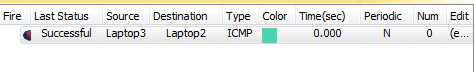 Fire Last Status Source Destination Type Color Time(sec) Periodic Num Edit
Successful Laptop3 Laptop2 ICMP 0.000 N 0 (e...